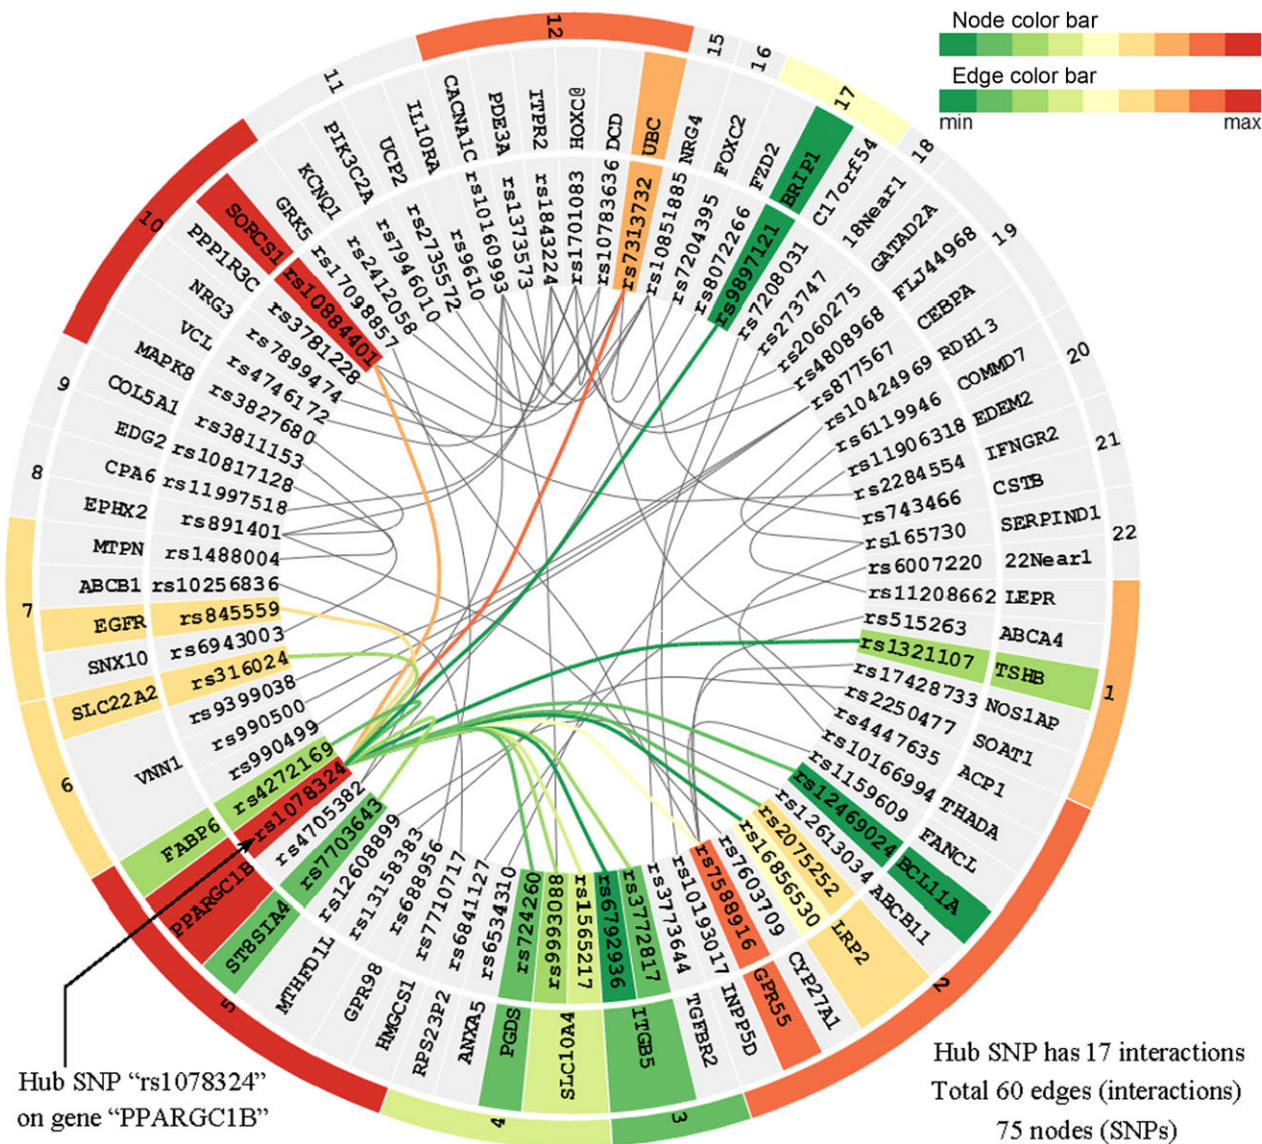 Node color bar
Edge color bar
min max
12
15
16
17
18
19
20
21
22
1
2
3
4
5
6
7
8
9
10
11
CACNA1C
PDE3A
ITPR2
HOXC@
DCD
UBC
NRG4
FOXC2
FZD2
BRIP1
C17orf54
18Near1
GATAD2A
FLJ44968
CEBPA
RDH13
COMMD7
EDEM2
IFNGR2
CSTB
SERPIND1
22Near1
LEPR
ABCA4
TSHB
NOS1AP
SOAT1
ACP1
THADA
FANCL
BCL11A
ABCB11
LRP2
CYP27A1
GPR55
INPP5D
TGFBR2
ITGB5
SLC10A4
PGDS
ANXA5
RPS23P2
HMGCS1
GPR98
MTHFD1L
ST8SIA4
PPARGC1B
FABP6
VNN1
SLC22A2
SNX10
EGFR
ABCB1
MTPN
EPHX2
CPA6
EDG2
COL5A1
MAPK8
VCL
NRG3
PPP1R3C
SORCS1
GRK5
KCNQ1
PIK3C2A
UCP2
IL10RA
rs10160993
rs1373573
rs1843224
rs1701083
rs10783636
rs7313732
rs10851885
rs7204395
rs8072266
rs9897121
rs7208031
rs273747
rs2060275
rs4808968
rs877567
rs10424969
rs6119946
rs11906318
rs2284554
rs743466
rs165730
rs6007220
rs11208662
rs515263
rs1321107
rs17428733
rs2250477
rs4447635
rs10166994
rs1159609
rs12469024
rs12613034
rs2075252
rs16856530
rs7603709
rs7588916
rs10193017
rs3773644
rs3772817
rs6792936
rs1565217
rs993088
rs724260
rs6534310
rs6841127
rs7710717
rs688956
rs13158383
rs12608899
rs7703643
rs4705382
rs1078324
rs4272169
rs990499
rs990500
rs9399038
rs316024
rs6943003
rs845559
rs10256836
rs1488004
rs891401
rs11997518
rs10817128
rs3811153
rs3827680
rs4746172
rs7899474
rs3781228
rs10884401
rs17098857
rs2412058
rs7946010
rs2735572
rs9610
Hub SNP “rs1078324”
on gene “PPARGC1B”
Hub SNP has 17 interactions
Total 60 edges (interactions)
75 nodes (SNPs)